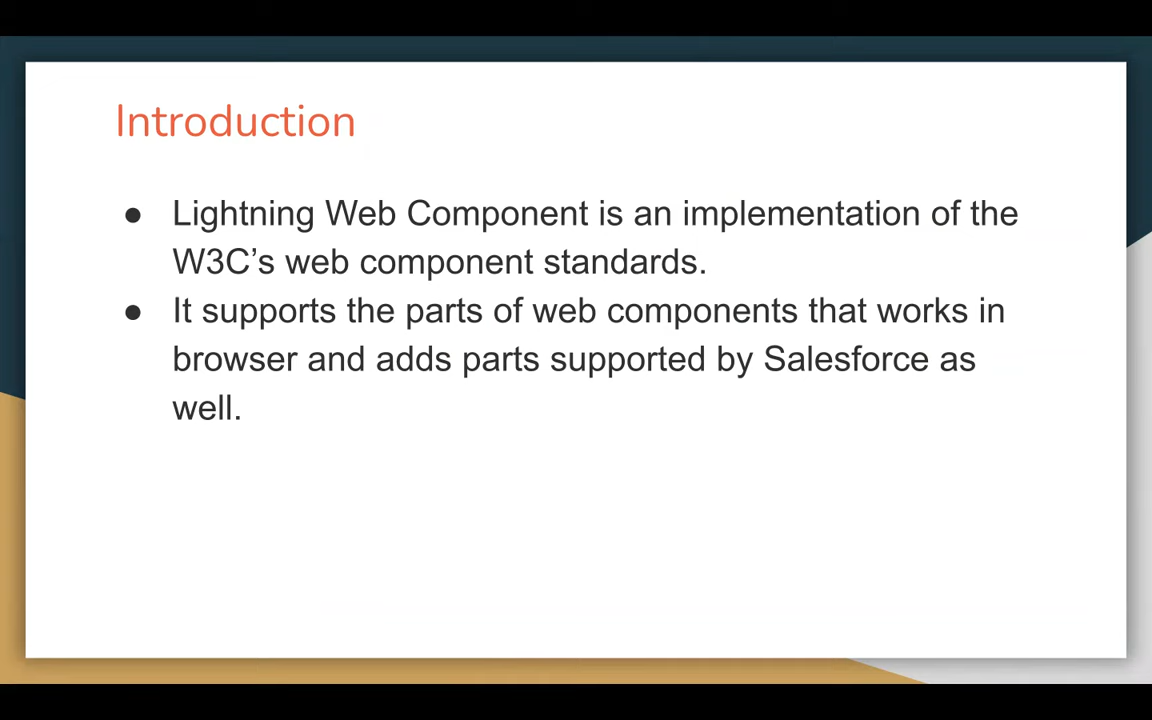 Introduction
● Lightning Web Component is an implementation of the
W3C’s web component standards.
● It supports the parts of web components that works in
browser and adds parts supported by Salesforce as
well.